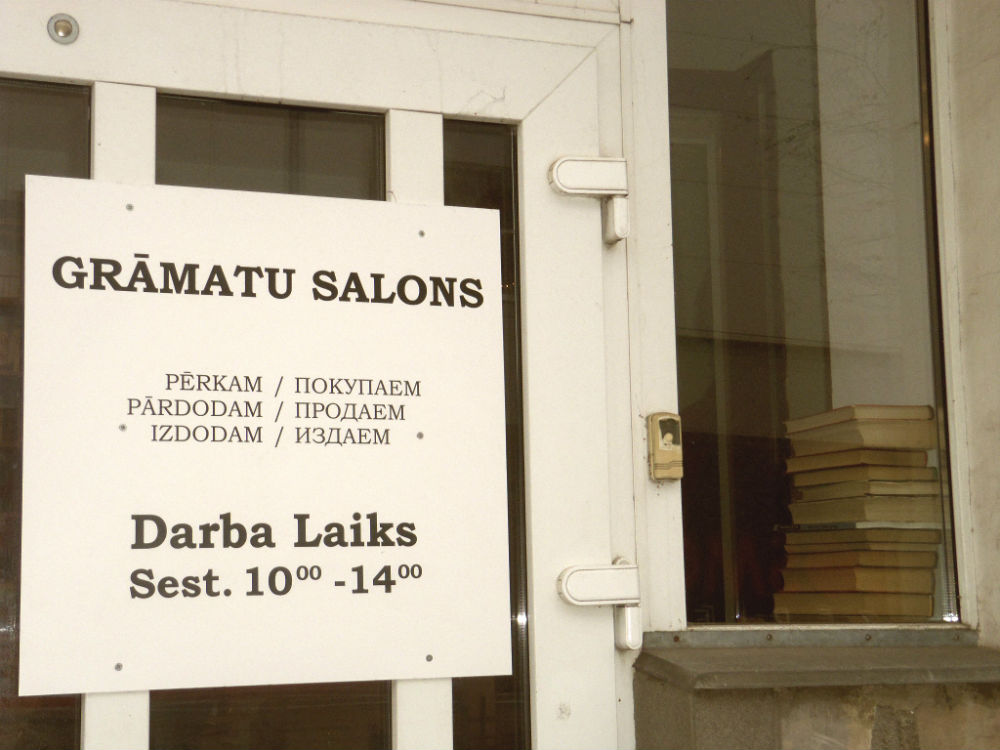 GRĀMATU SALONS
PĒRKAM / ПОКУПАЕМ
PĀRDODAM / ПРОДАЕМ
IZDODAM / ИЗДАЕМ
Darba Laiks
Sest. 10⁰⁰ -14⁰⁰